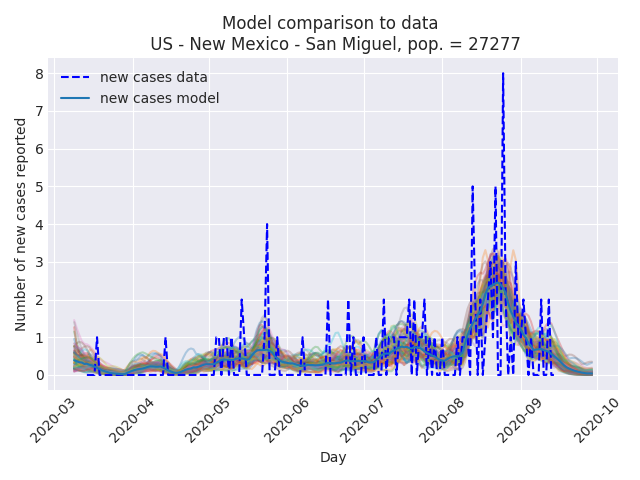 Model comparison to data
US - New Mexico - San Miguel, pop. = 27277
new cases data
new cases model
Number of new cases reported
8
7
6
5
4
3
2
1
0
2020-03
2020-04
2020-05
2020-06
2020-07
2020-08
2020-09
2020-10
Day